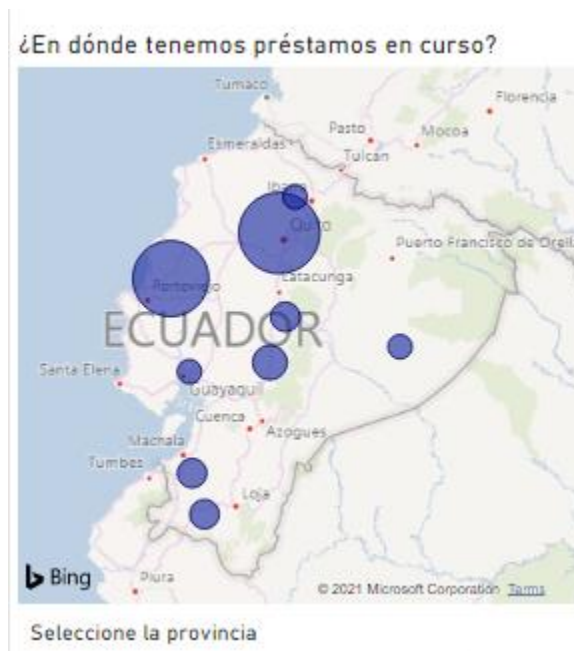 ¿En dónde tenemos préstamos en curso?
Tumaco
Florencia
Pasto
Mocoa
Esmeraldas
Tulcán
Quito
Puerto Francisco de Orell
Latacunga
Portoviejo
ECUADOR
Santa Elena
Guayaquil
Cuenca
Azogues
Machala
Tumbes
Loja
Piura
Bing
© 2021 Microsoft Corporation Terms
Seleccione la provincia